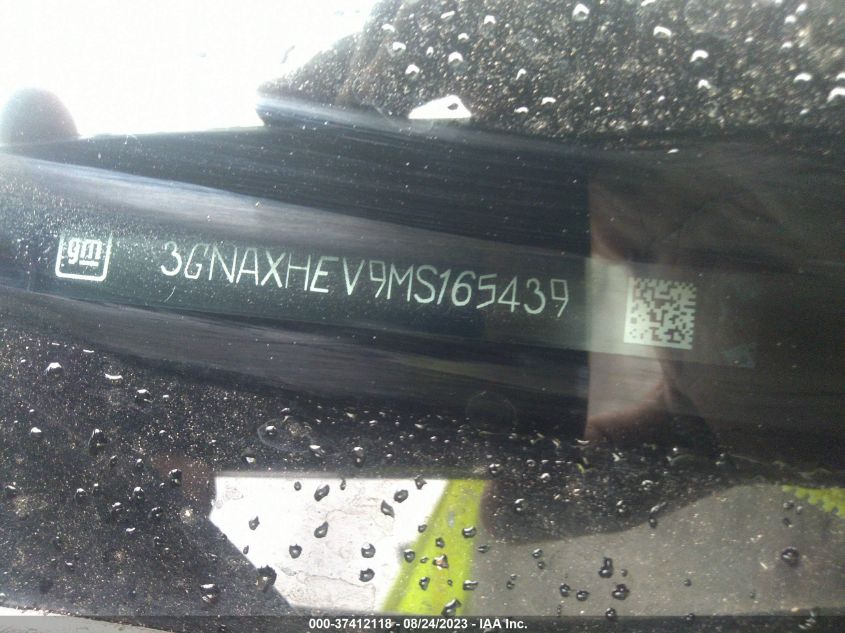 gm 3GNAXHEV9MS165439
000-37412118 - 08/24/2023 - IAA Inc.